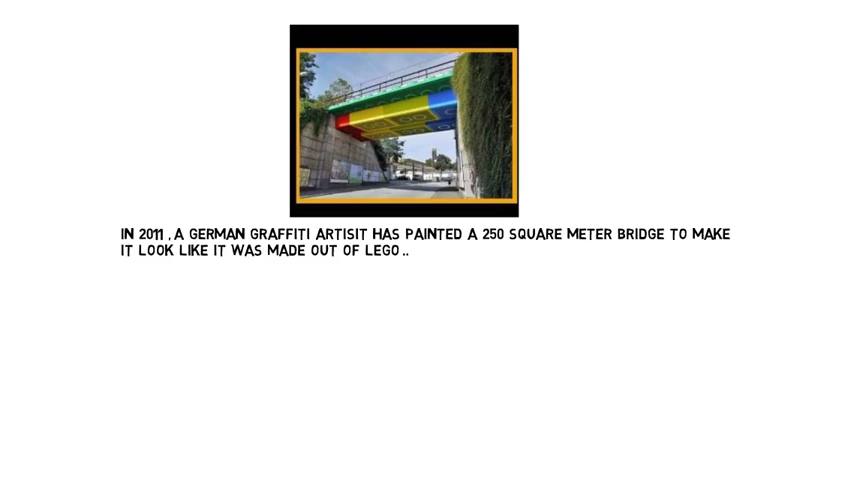 IN 2011 , A GERMAN GRAFFITI ARTISIT HAS PAINTED A 250 SQUARE METER BRIDGE TO MAKE
IT LOOK LIKE IT WAS MADE OUT OF LEGO ..